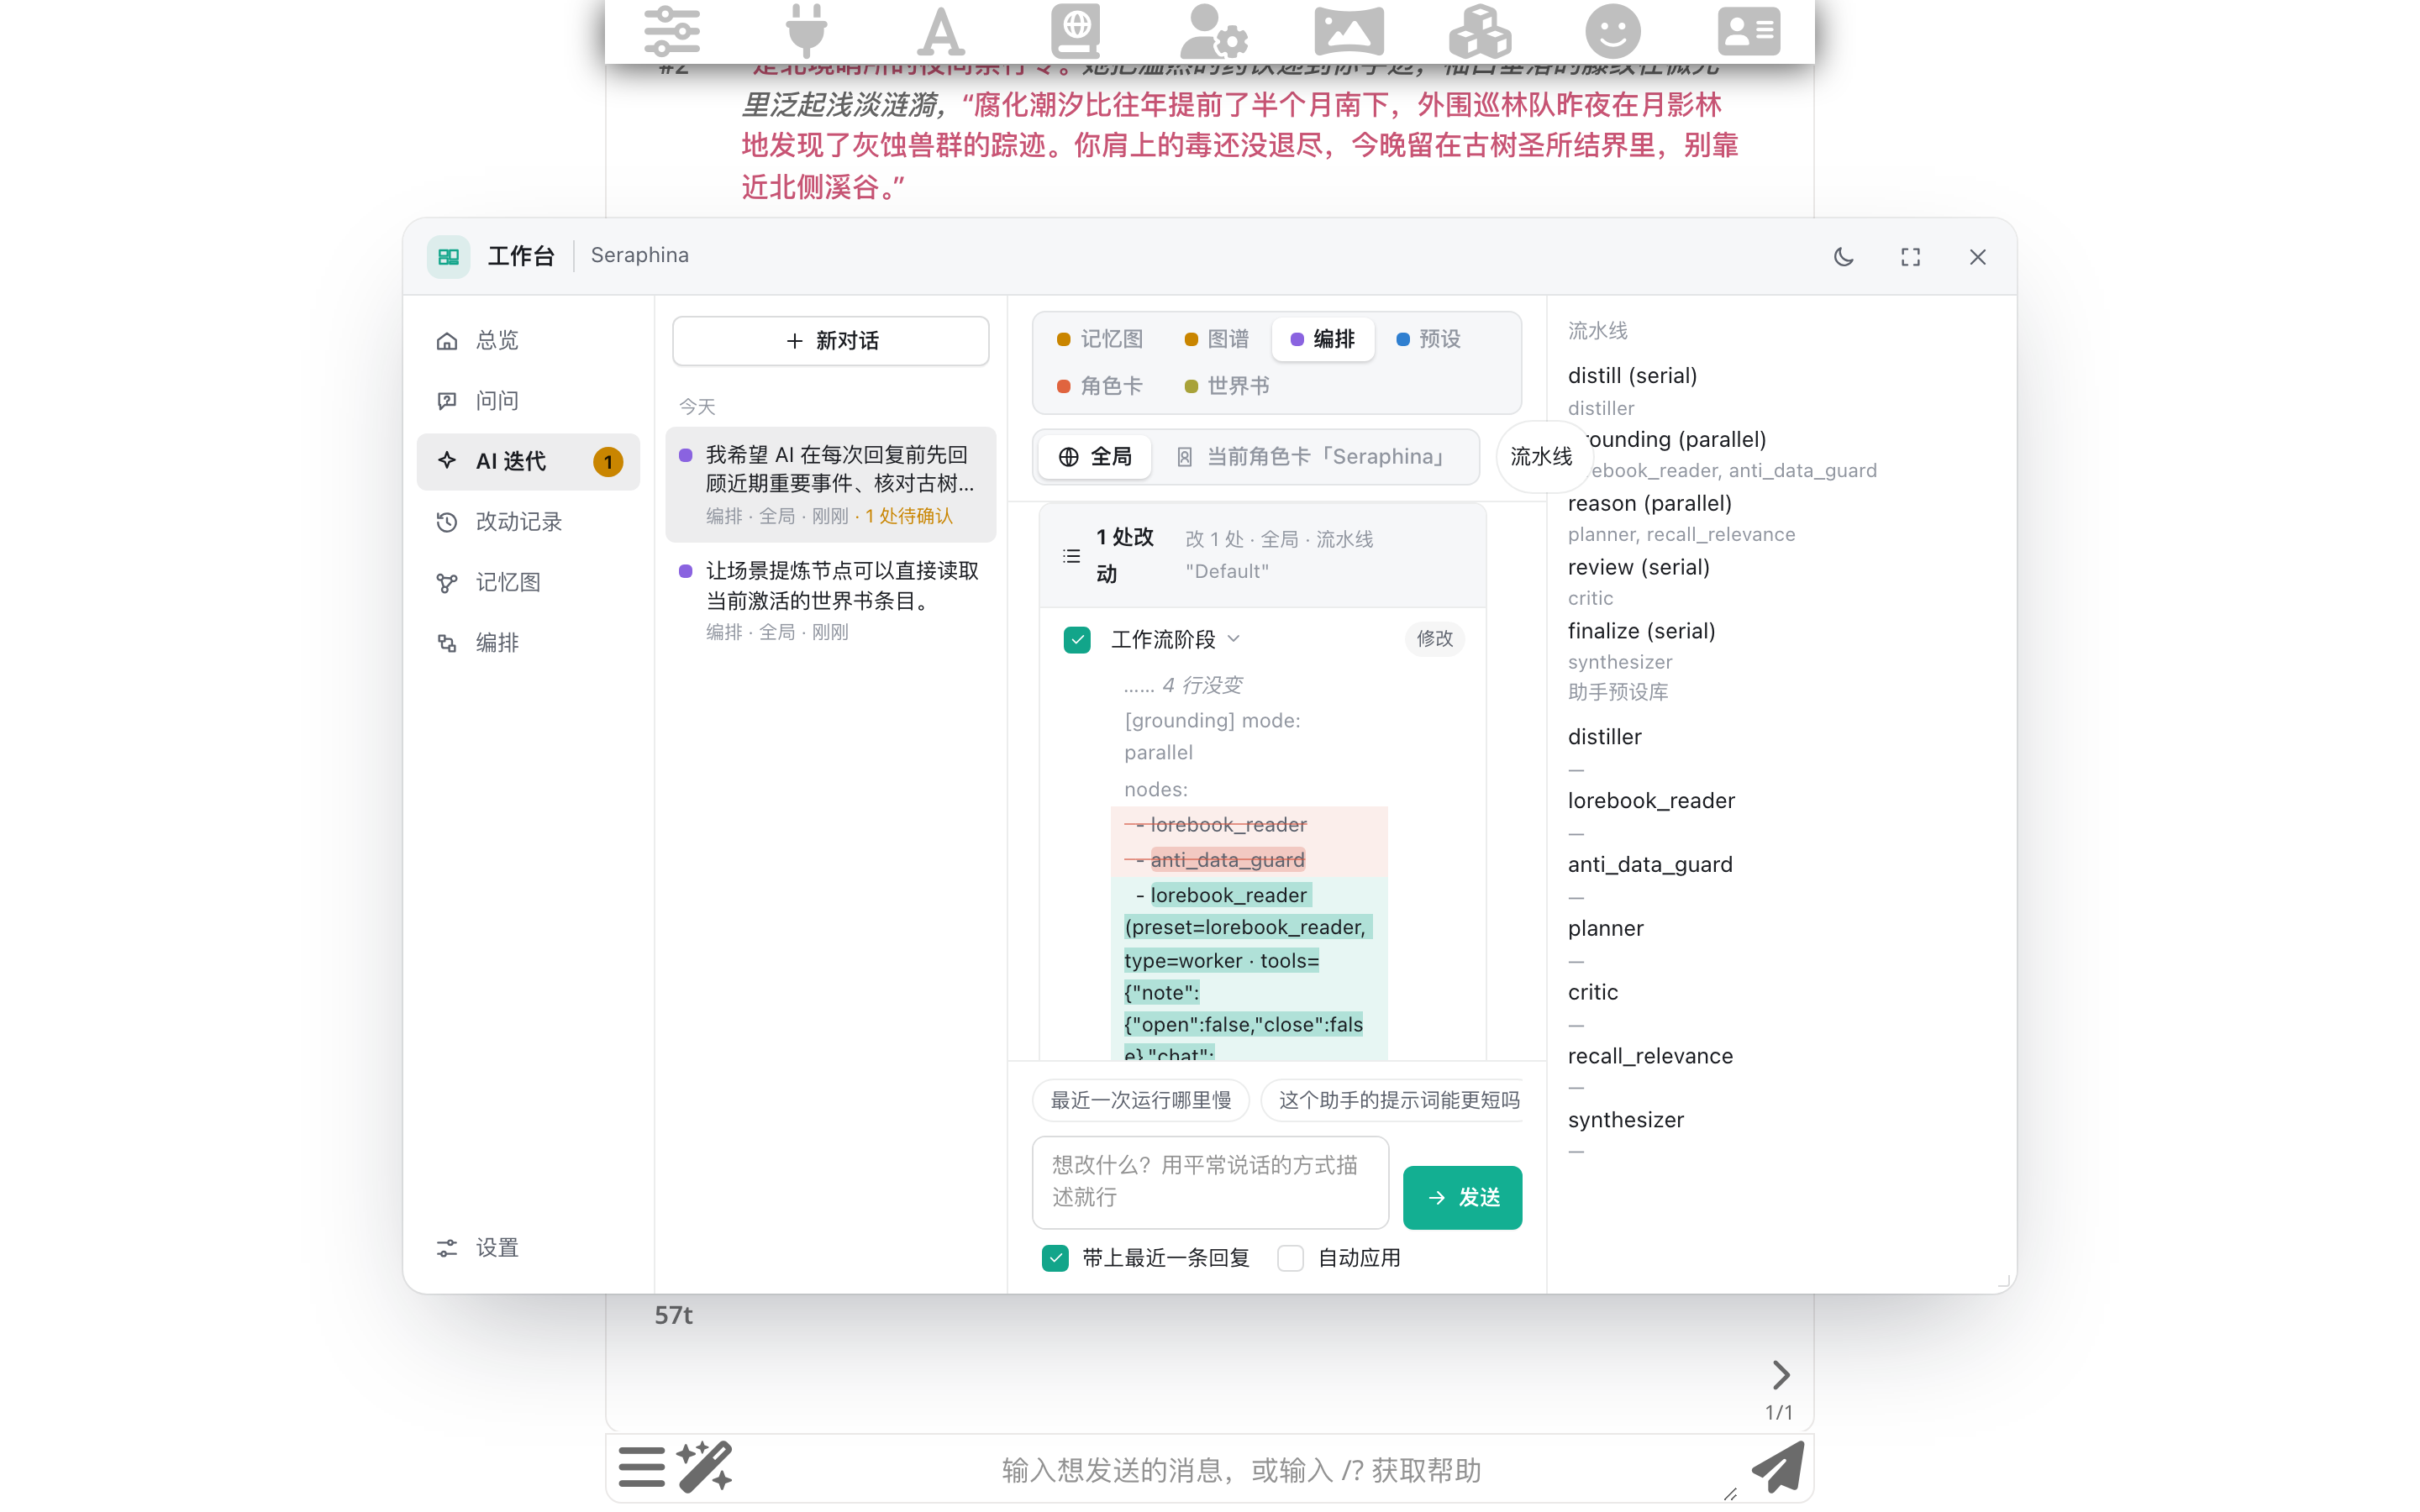 #2
里泛起浅淡涟漪，“腐化潮汐比往年提前了半个月南下，外围巡林队昨夜在月影林
地发现了灰蚀兽群的踪迹。你肩上的毒还没退尽，今晚留在古树圣所结界里，别靠
近北侧溪谷。”
工作台
Seraphina
总览
问问
AI 迭代
1
改动记录
记忆图
编排
设置
+ 新对话
今天
我希望 AI 在每次回复前先回
顾近期重要事件、核对古树...
编排 · 全局 · 刚刚 · 1 处待确认
让场景提炼节点可以直接读取
当前激活的世界书条目。
编排 · 全局 · 刚刚
记忆图
图谱
编排
预设
角色卡
世界书
全局
当前角色卡「Seraphina」
流水线
1 处改
动
改 1 处 · 全局 · 流水线
"Default"
工作流阶段
修改
…… 4 行没变
[grounding] mode:
parallel
nodes:
- lorebook_reader
- anti_data_guard
- lorebook_reader
(preset=lorebook_reader,
type=worker · tools=
{"note":
{"open":false,"close":fals
e},"chat":
最近一次运行哪里慢
这个助手的提示词能更短吗
想改什么？用平常说话的方式描
述就行
发送
带上最近一条回复
自动应用
流水线
distill (serial)
distiller
rounding (parallel)
ebook_reader, anti_data_guard
reason (parallel)
planner, recall_relevance
review (serial)
critic
finalize (serial)
synthesizer
助手预设库
distiller
—
lorebook_reader
—
anti_data_guard
—
planner
—
critic
—
recall_relevance
—
synthesizer
—
57t
1/1
输入想发送的消息，或输入 /? 获取帮助